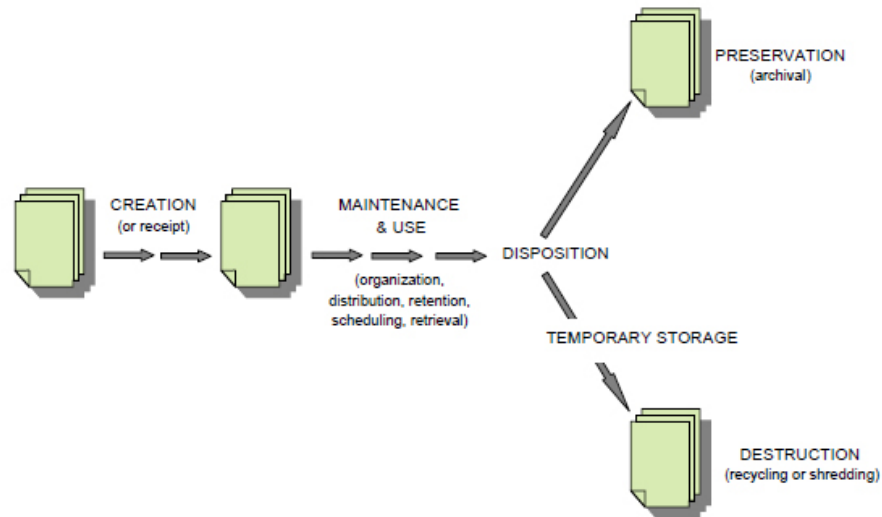 PRESERVATION
(archival)
CREATION
(or receipt)
MAINTENANCE
& USE
DISPOSITION
(organization,
distribution, retention,
scheduling, retrieval)
TEMPORARY STORAGE
DESTRUCTION
(recycling or shredding)